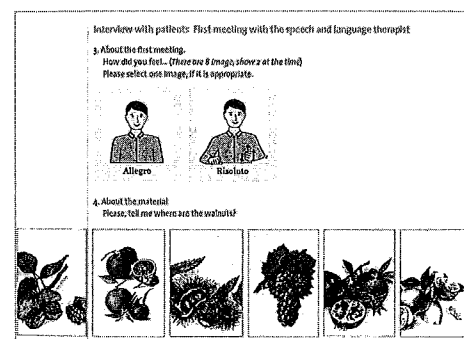 Interview with patients First meeting with the speech and language therapist
3. About the first meeting.
How did you feel... (There are 8 image, show 2 at the time)
Please select one image, if it is appropriate.
Allegro
Risoluto
4. About the material
Please, tell me where are the walnuts?